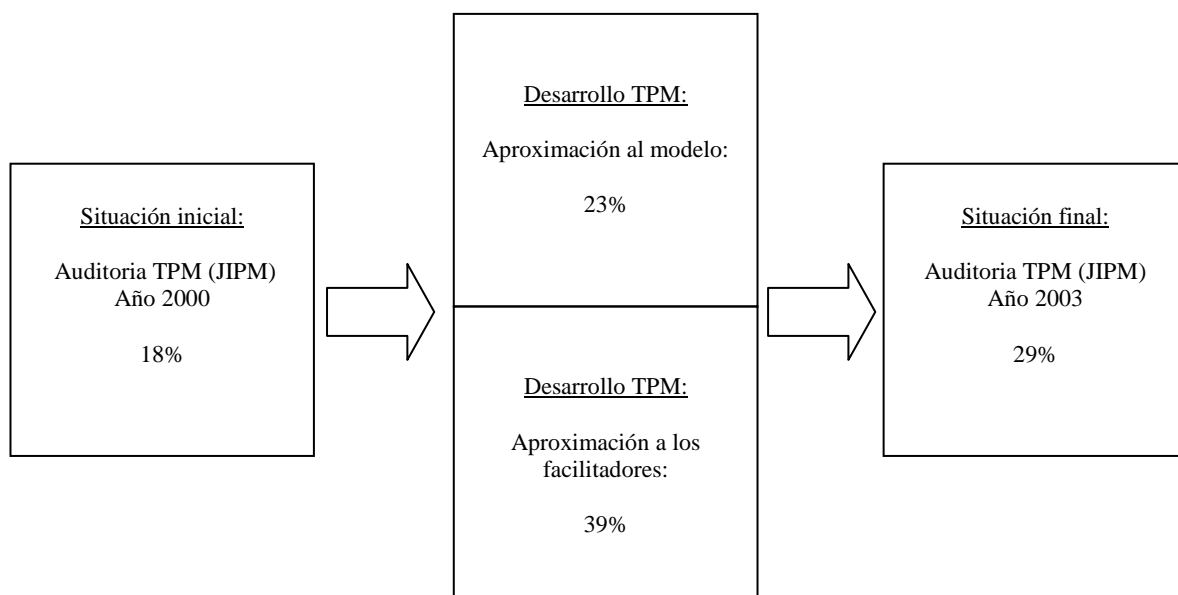 Situación inicial:
Auditoria TPM (JIPM)
Año 2000
18%
Desarrollo TPM:
Aproximación al modelo:
23%
Desarrollo TPM:
Aproximación a los
facilitadores:
39%
Situación final:
Auditoria TPM (JIPM)
Año 2003
29%